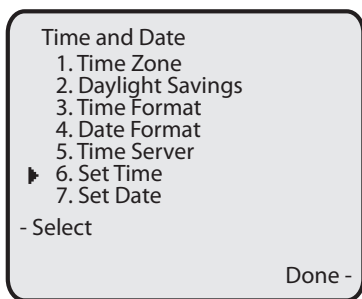 Time and Date
1. Time Zone
2. Daylight Savings
3. Time Format
4. Date Format
5. Time Server
6. Set Time
7. Set Date
- Select
Done -